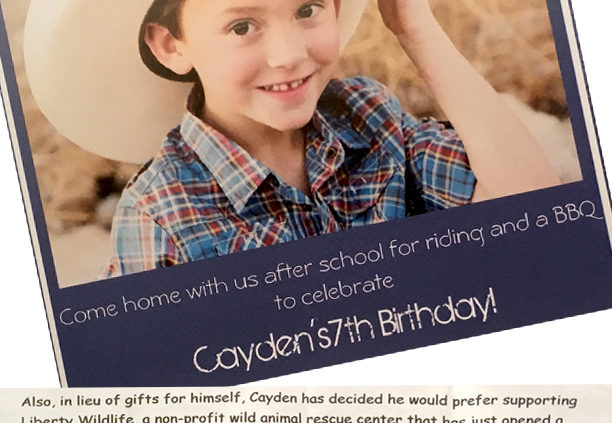 Come home with us after school for riding and a BBQ
to celebrate
Cayden's7th Birthday!
Also, in lieu of gifts for himself, Cayden has decided he would prefer supporting
Liberty Wildlife, a non-profit wild animal rescue center that has just opened a